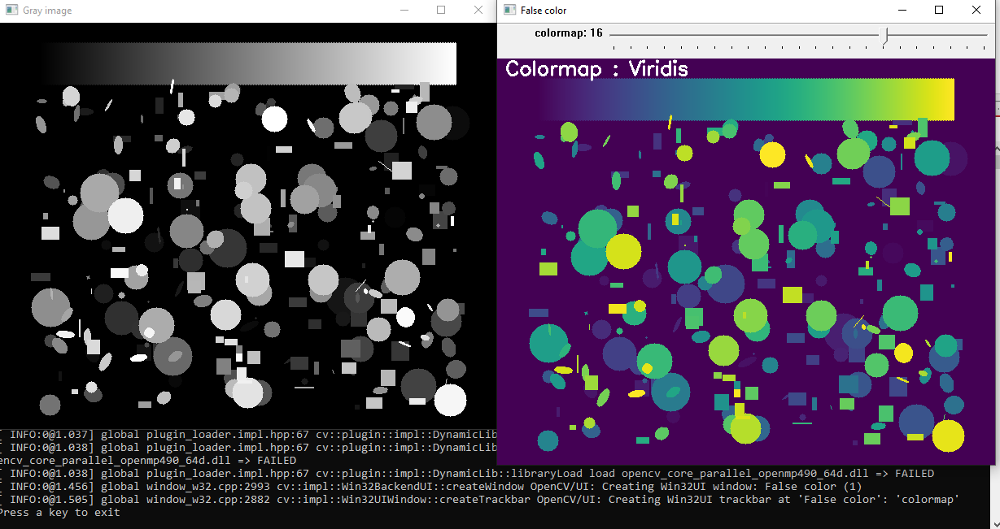 Gray image
False color
colormap: 16
Colormap : Viridis
[ INFO:0@1.037] global plugin_loader.impl.hpp:67 cv::plugin::impl::DynamicLib
[ INFO:0@1.038] global plugin_loader.impl.hpp:67 cv::plugin::impl::DynamicLib
encv_core_parallel_openmp490_64d.dll => FAILED
[ INFO:0@1.038] global plugin_loader.impl.hpp:67 cv::plugin::impl::DynamicLib::libraryLoad load opencv_core_parallel_openmp490_64d.dll => FAILED
[ INFO:0@1.456] global window_w32.cpp:2993 cv::impl::Win32BackendUI::createWindow OpenCV/UI: Creating Win32UI window: False color (1)
[ INFO:0@1.505] global window_w32.cpp:2882 cv::impl::Win32UIWindow::createTrackbar OpenCV/UI: Creating Win32UI trackbar at 'False color': 'colormap'
Press a key to exit